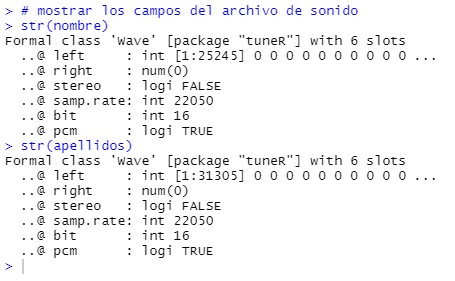 > # mostrar los campos del archivo de sonido
> str(nombre)
Formal class 'Wave' [package "tuneR"] with 6 slots
  ..@ left     : int [1:25245] 0 0 0 0 0 0 0 0 0 0 ...
  ..@ right    : num(0)
  ..@ stereo   : logi FALSE
  ..@ samp.rate: int 22050
  ..@ bit      : int 16
  ..@ pcm      : logi TRUE
> str(apellidos)
Formal class 'Wave' [package "tuneR"] with 6 slots
  ..@ left     : int [1:31305] 0 0 0 0 0 0 0 0 0 0 ...
  ..@ right    : num(0)
  ..@ stereo   : logi FALSE
  ..@ samp.rate: int 22050
  ..@ bit      : int 16
  ..@ pcm      : logi TRUE
>